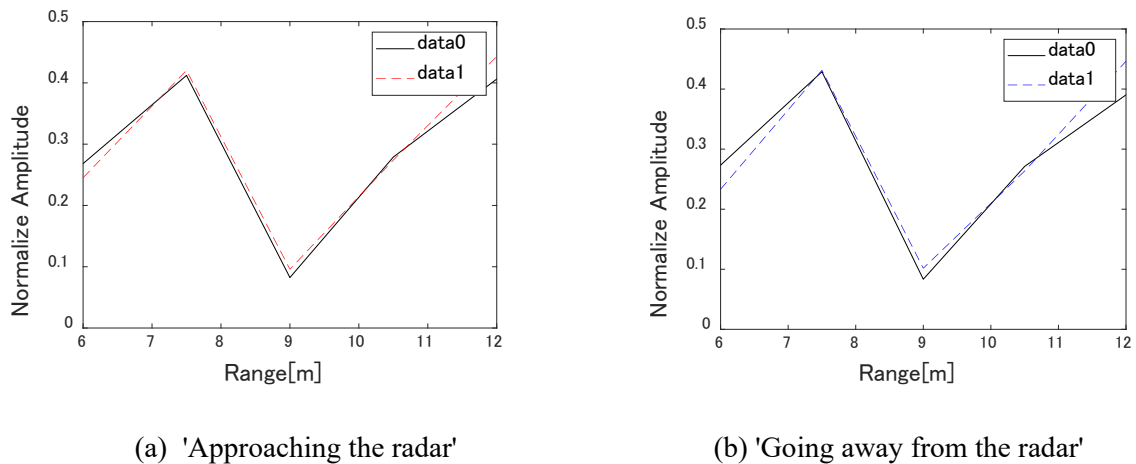 0.5
0.4
0.3
0.2
0.1
0
Normalize Amplitude
6 7 8 9 10 11 12
Range[m]
data0
data1
(a) 'Approaching the radar'
0.5
0.4
0.3
0.2
0.1
0
Normalize Amplitude
6 7 8 9 10 11 12
Range[m]
data0
data1
(b) 'Going away from the radar'